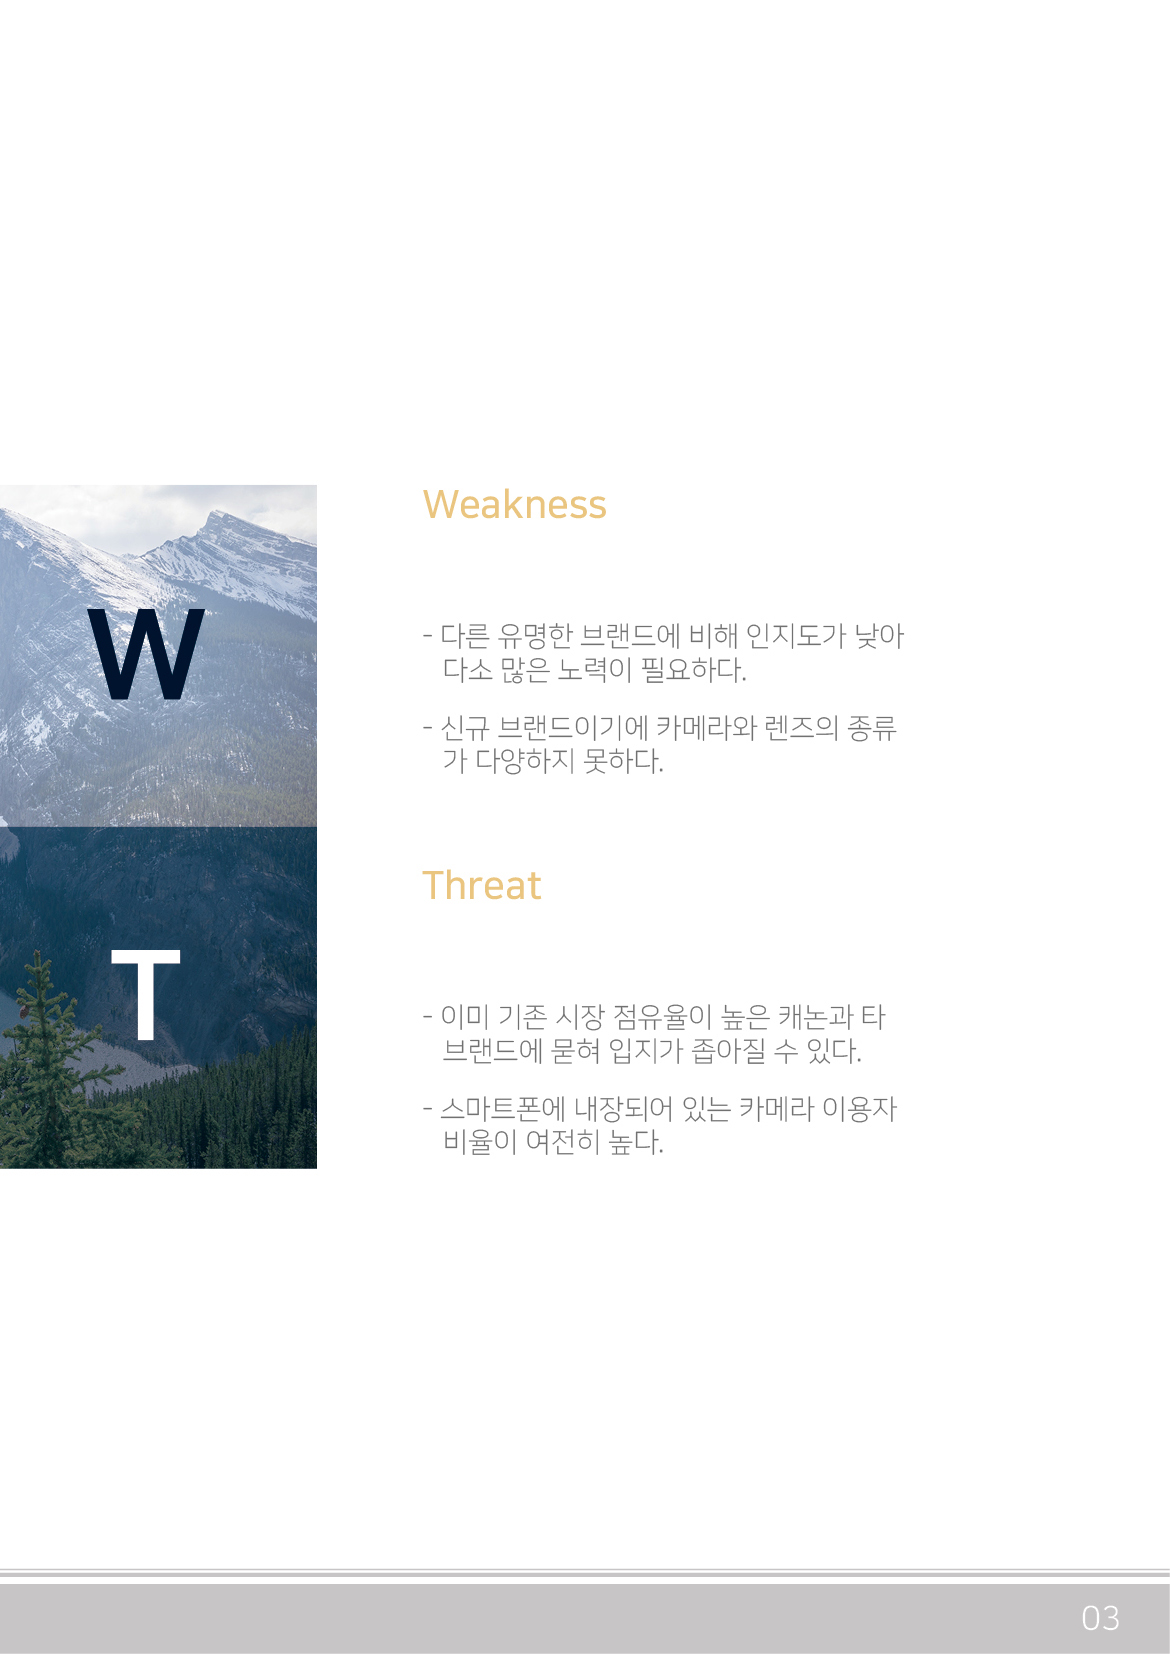 W
T
Weakness
- 다른 유명한 브랜드에 비해 인지도가 낮아
다소 많은 노력이 필요하다.
- 신규 브랜드이기에 카메라와 렌즈의 종류
가 다양하지 못하다.
Threat
- 이미 기존 시장 점유율이 높은 캐논과 타
브랜드에 묻혀 입지가 좁아질 수 있다.
- 스마트폰에 내장되어 있는 카메라 이용자
비율이 여전히 높다.
03